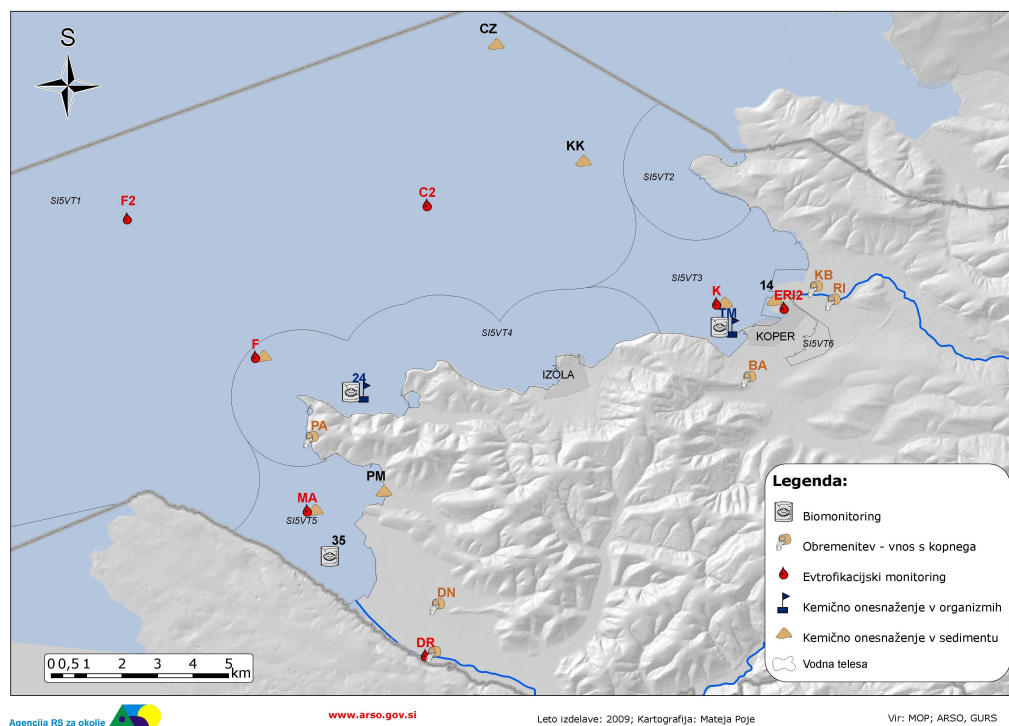 S
CZ
KK
SI5VT2
SI5VT1
F2
C2
SI5VT3
KB
RI
14
K
ERI2
TM
SI5VT4
KOPER
SI5VT6
F
IZOLA
BA
24
PA
PM
MA
SI5VT5
35
DN
DR
Legenda:
Biomonitoring
Obremenitev - vnos s kopnega
Evtrofikacijski monitoring
Kemično onesnaženje v organizmih
Kemično onesnaženje v sedimentu
Vodna telesa
0 0,5 1 2 3 4 5
km
Agencija RS za okolje
www.arso.gov.si
Leto izdelave: 2009; Kartografija: Mateja Poje
Vir: MOP; ARSO, GURS